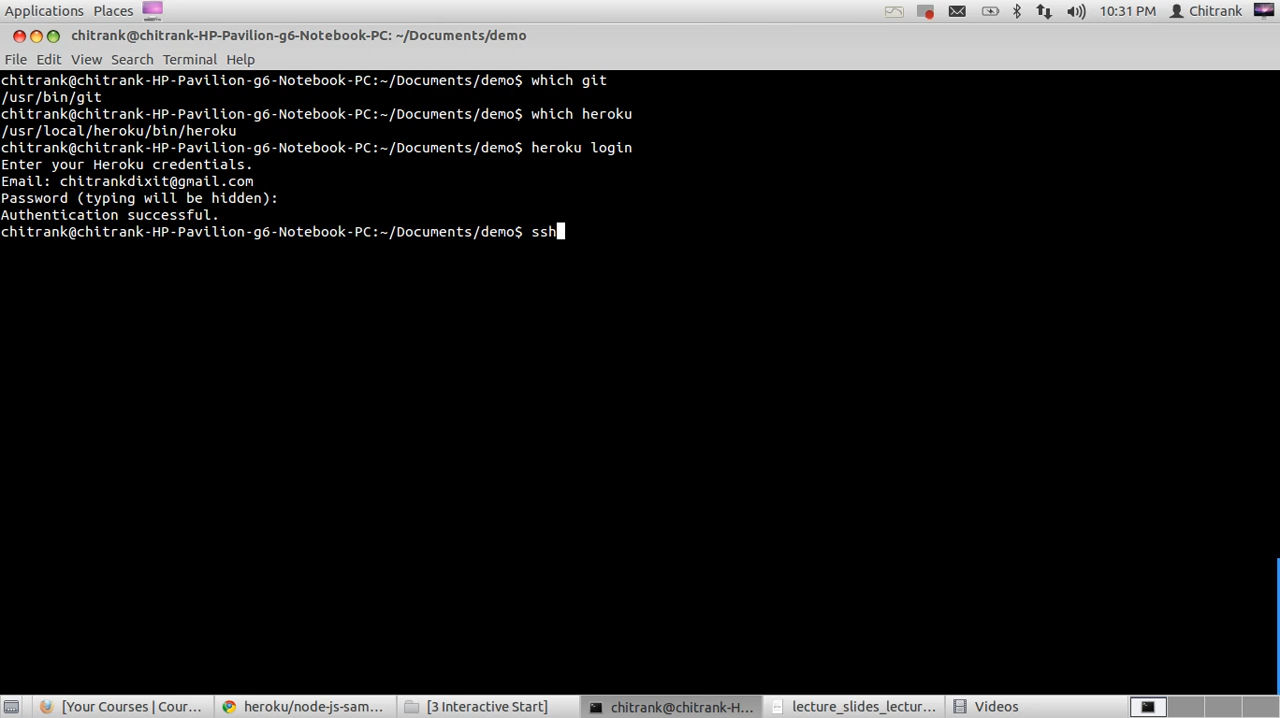 Applications Places 10:31 PM Chitrank
chitrank@chitrank-HP-Pavilion-g6-Notebook-PC: ~/Documents/demo
File Edit View Search Terminal Help
chitrank@chitrank-HP-Pavilion-g6-Notebook-PC:~/Documents/demo$ which git
/usr/bin/git
chitrank@chitrank-HP-Pavilion-g6-Notebook-PC:~/Documents/demo$ which heroku
/usr/local/heroku/bin/heroku
chitrank@chitrank-HP-Pavilion-g6-Notebook-PC:~/Documents/demo$ heroku login
Enter your Heroku credentials.
Email: chitrankdixit@gmail.com
Password (typing will be hidden):
Authentication successful.
chitrank@chitrank-HP-Pavilion-g6-Notebook-PC:~/Documents/demo$ ssh
[Your Courses | Cour... heroku/node-js-sam... [3 Interactive Start] chitrank@chitrank-H... lecture_slides_lectur... Videos